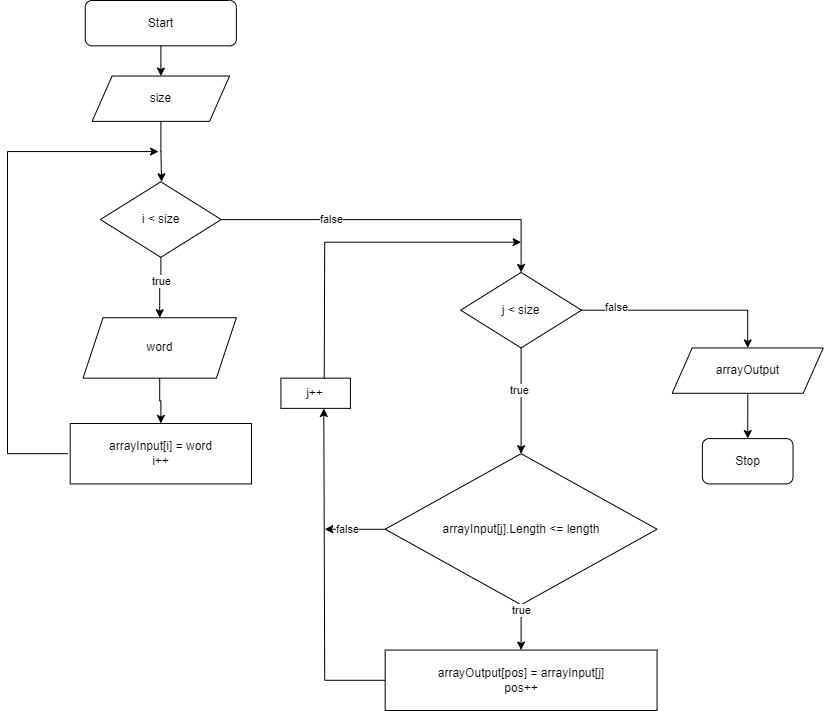 Start
size
i < size
false
true
word
arrayInput[i] = word
i++
j < size
false
true
j++
arrayOutput
Stop
arrayInput[j].Length <= length
false
true
arrayOutput[pos] = arrayInput[j]
pos++